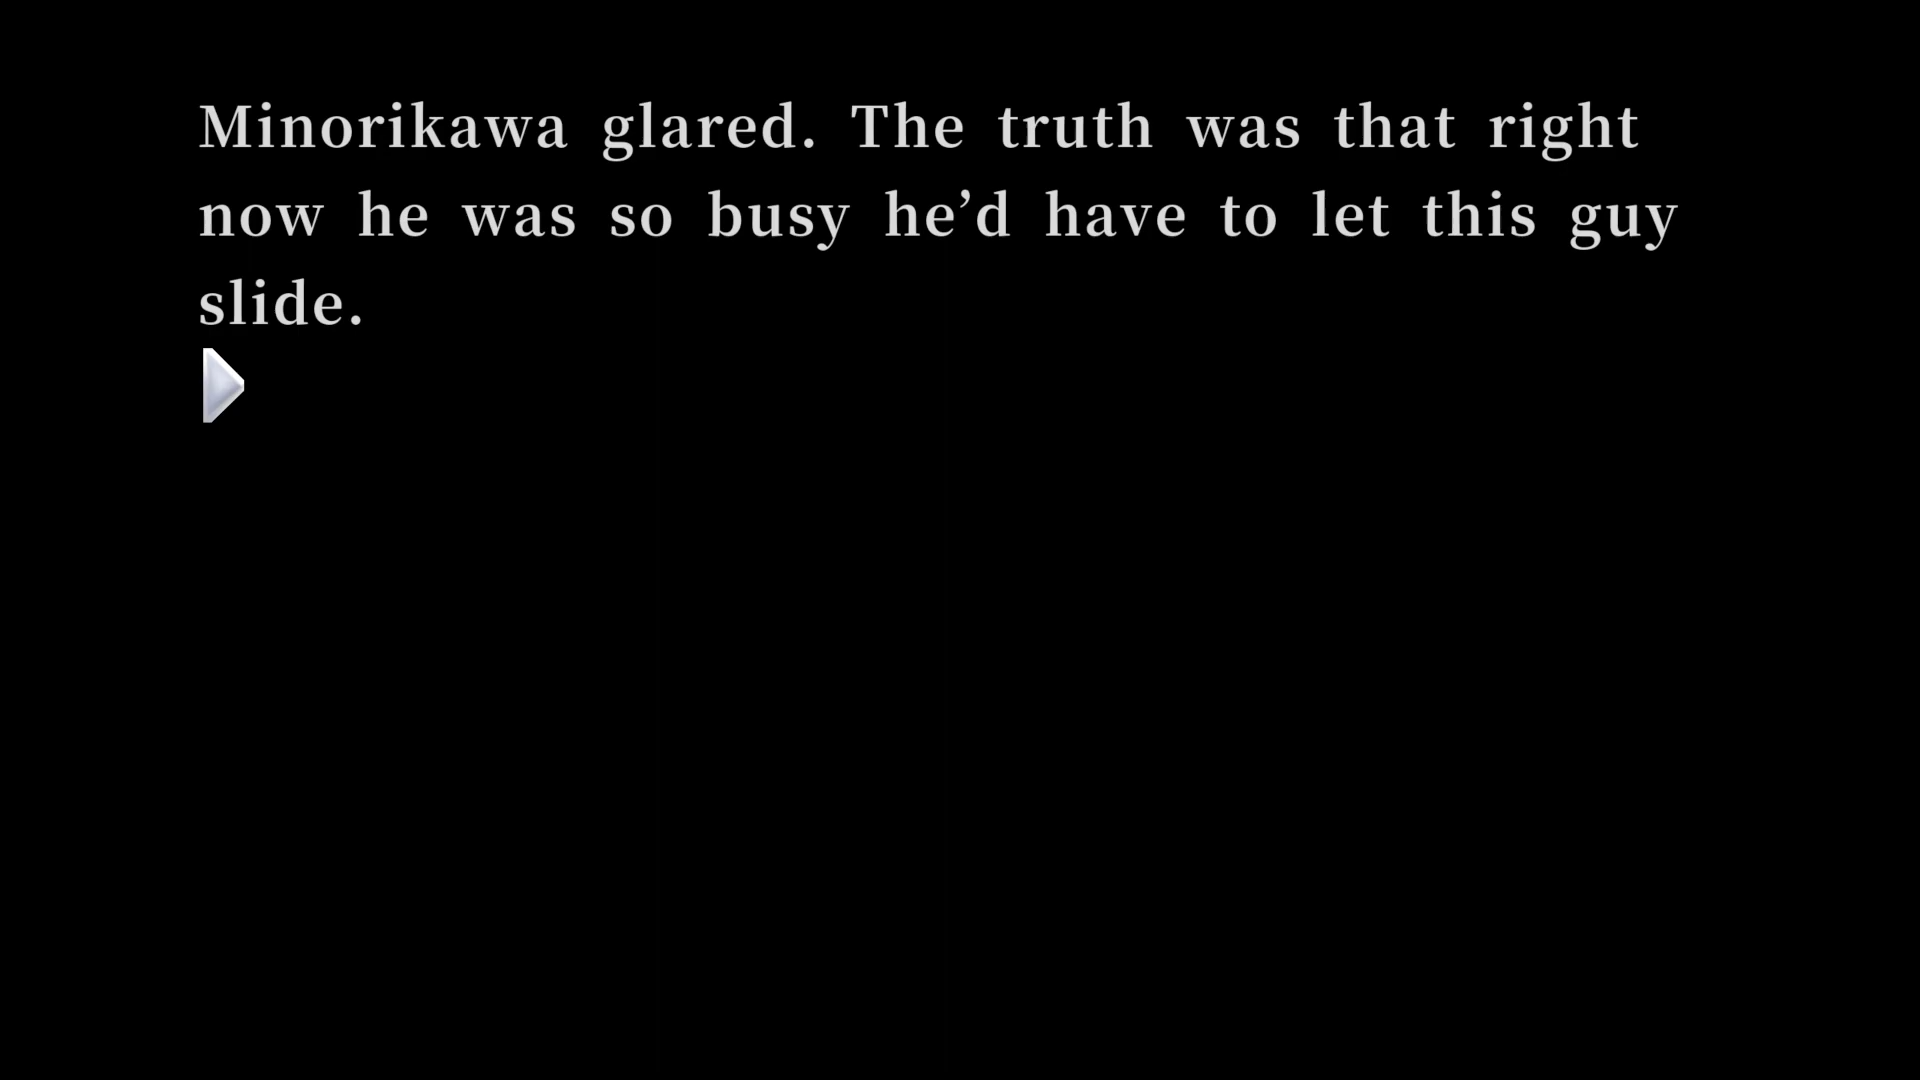 Minorikawa glared. The truth was that right
now he was so busy he’d have to let this guy
slide.